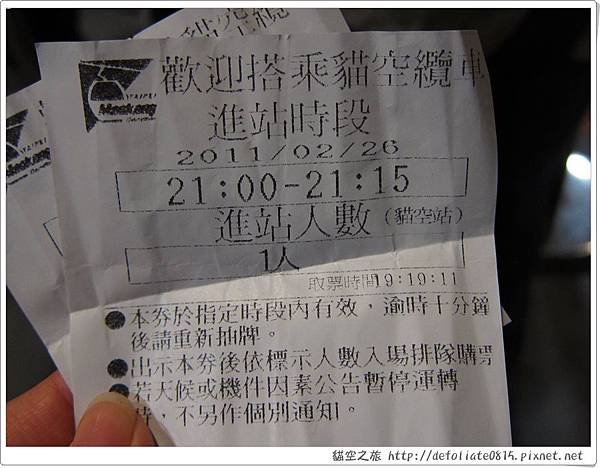 歡迎搭乘貓空纜車
TAIPEI
Maokong
進站時段
2011/02/26
21:00-21:15
進站人數(貓空站)
1人
取票時間19:19:11
●本券於指定時段內有效，逾時十分鐘
後請重新抽牌。
●出示本券後依標示人數入場排隊購票
●若天候或機件因素公告暫停運轉
時，不另作個別通知。
貓空之旅 http://defoliate0815.pixnet.net